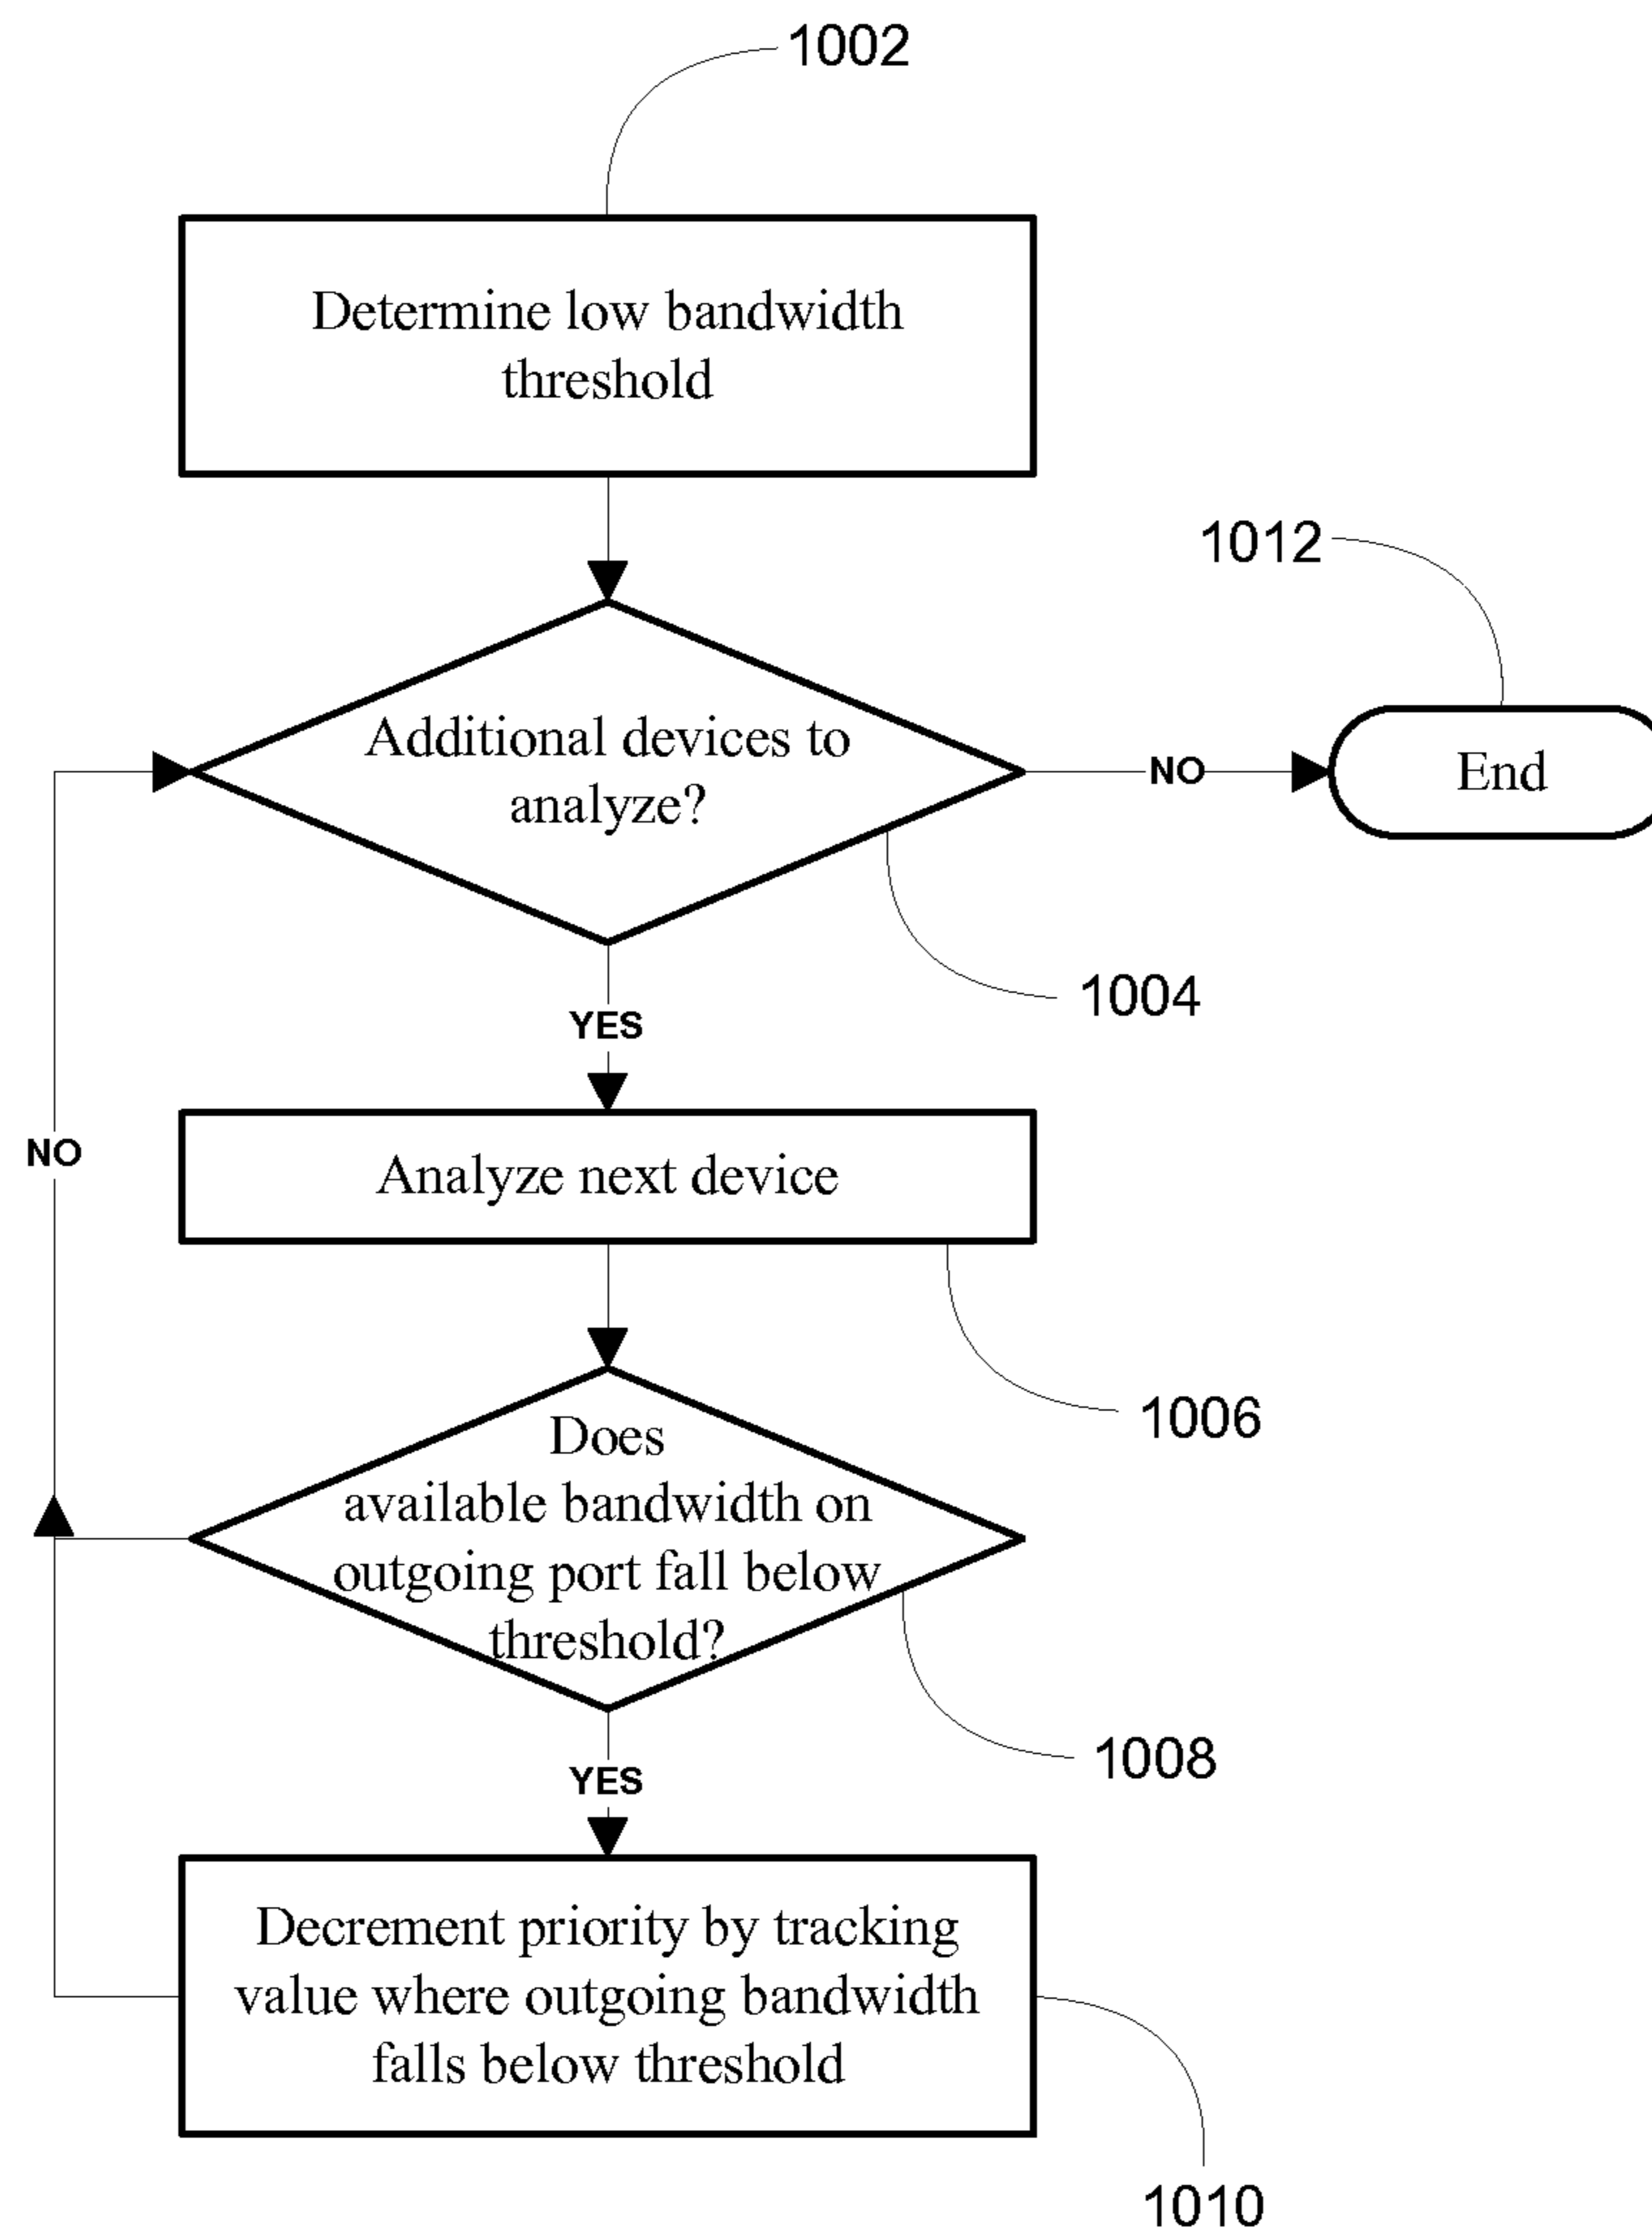 1002
Determine low bandwidth
threshold
1012
Additional devices to
analyze?
NO
End
1004
YES
NO
Analyze next device
1006
Does
available bandwidth on
outgoing port fall below
threshold?
1008
YES
Decrement priority by tracking
value where outgoing bandwidth
falls below threshold
1010